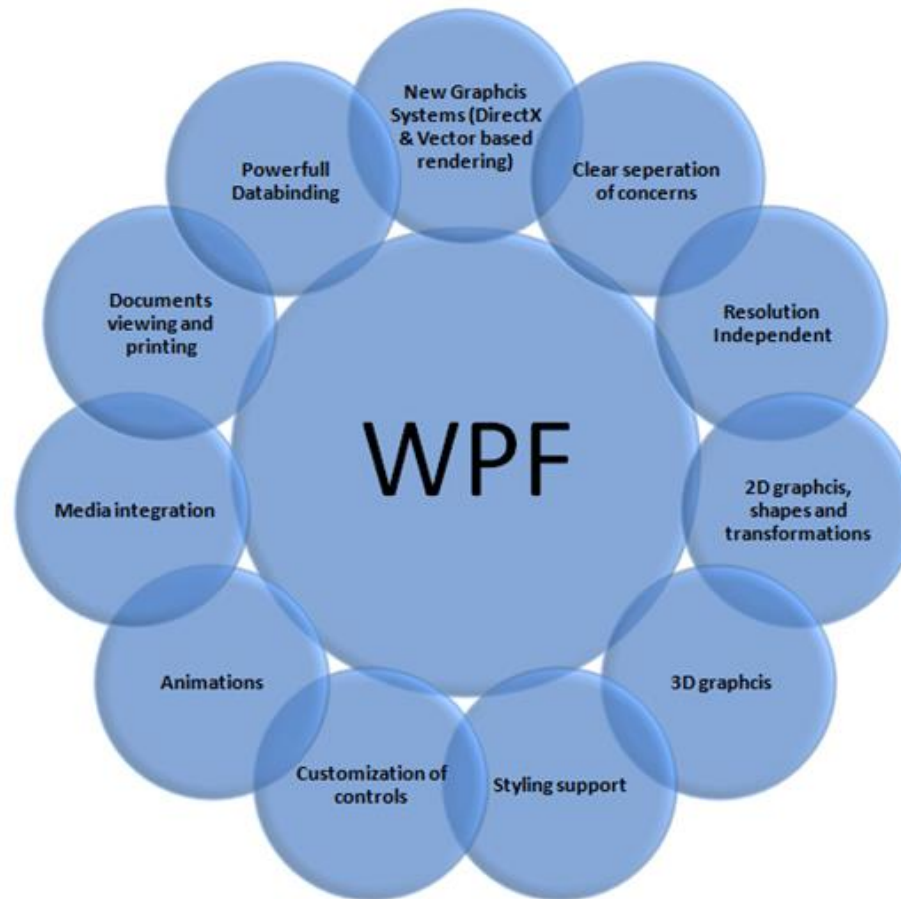 New Graphcis
Systems (DirectX
& Vector based
rendering)
Clear seperation
of concerns
Resolution
Independent
2D graphcis,
shapes and
transformations
3D graphcis
Styling support
Customization of
controls
Animations
Media integration
Documents
viewing and
printing
Powerfull
Databinding
WPF